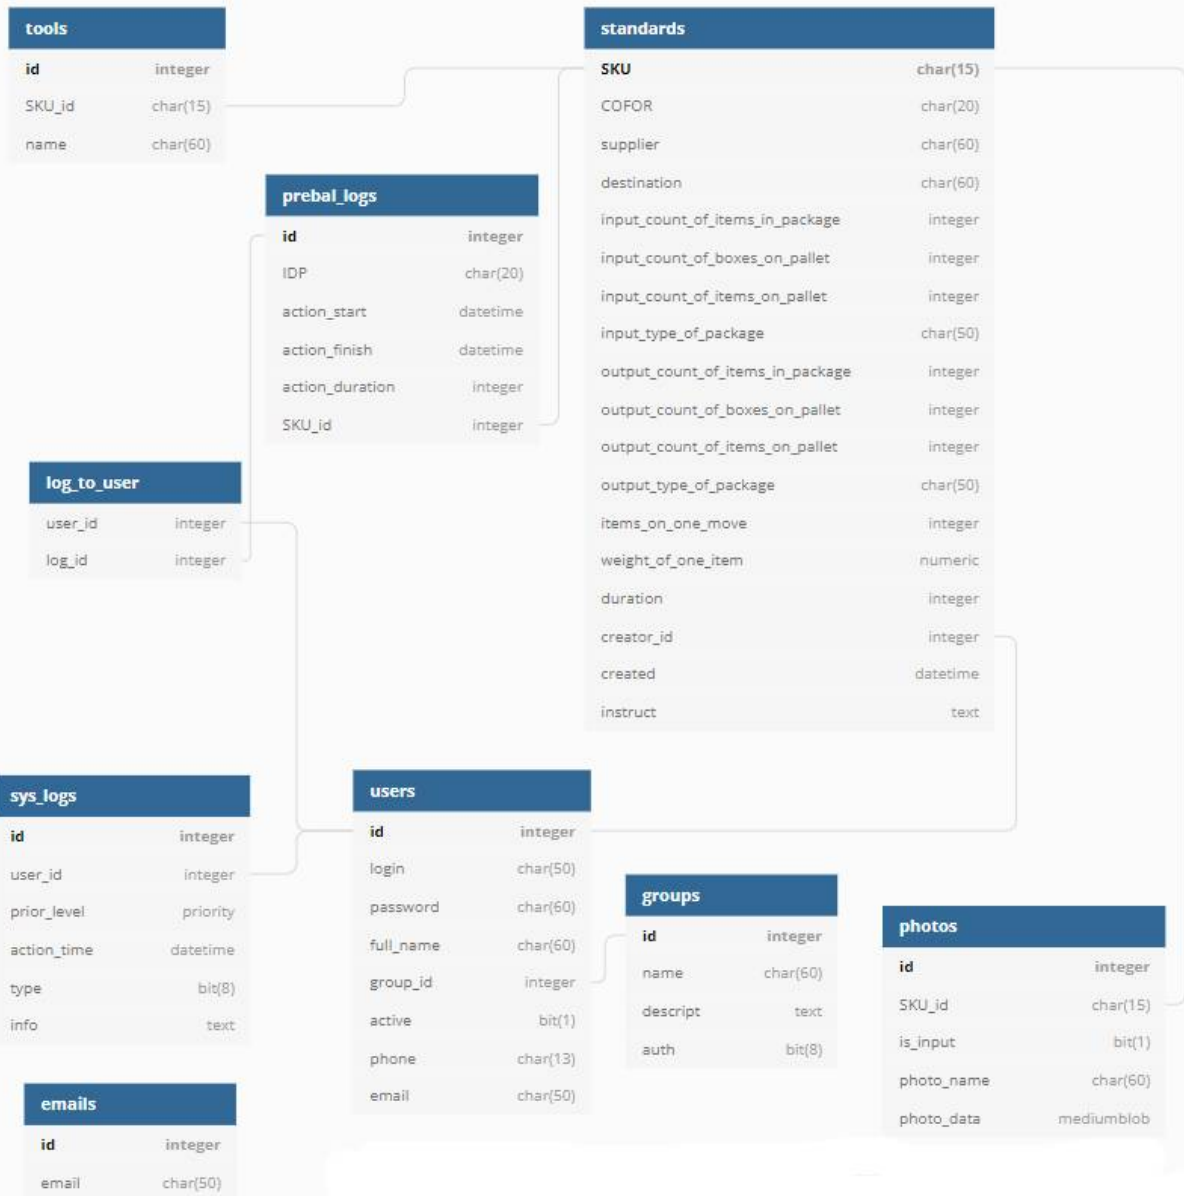 tools
id integer
SKU_id char(15)
name char(60)
standards
SKU char(15)
COFOR char(20)
supplier char(60)
destination char(60)
input_count_of_items_in_package integer
input_count_of_boxes_on_pallet integer
input_count_of_items_on_pallet integer
input_type_of_package char(50)
output_count_of_items_in_package integer
output_count_of_boxes_on_pallet integer
output_count_of_items_on_pallet integer
output_type_of_package char(50)
items_on_one_move integer
weight_of_one_item numeric
duration integer
creator_id integer
created datetime
instruct text
prebal_logs
id integer
IDP char(20)
action_start datetime
action_finish datetime
action_duration integer
SKU_id integer
log_to_user
user_id integer
log_id integer
sys_logs
id integer
user_id integer
prior_level priority
action_time datetime
type bit(8)
info text
users
id integer
login char(50)
password char(60)
full_name char(60)
group_id integer
active bit(1)
phone char(13)
email char(50)
groups
id integer
name char(60)
descript text
auth bit(8)
photos
id integer
SKU_id char(15)
is_input bit(1)
photo_name char(60)
photo_data mediumblob
emails
id integer
email char(50)